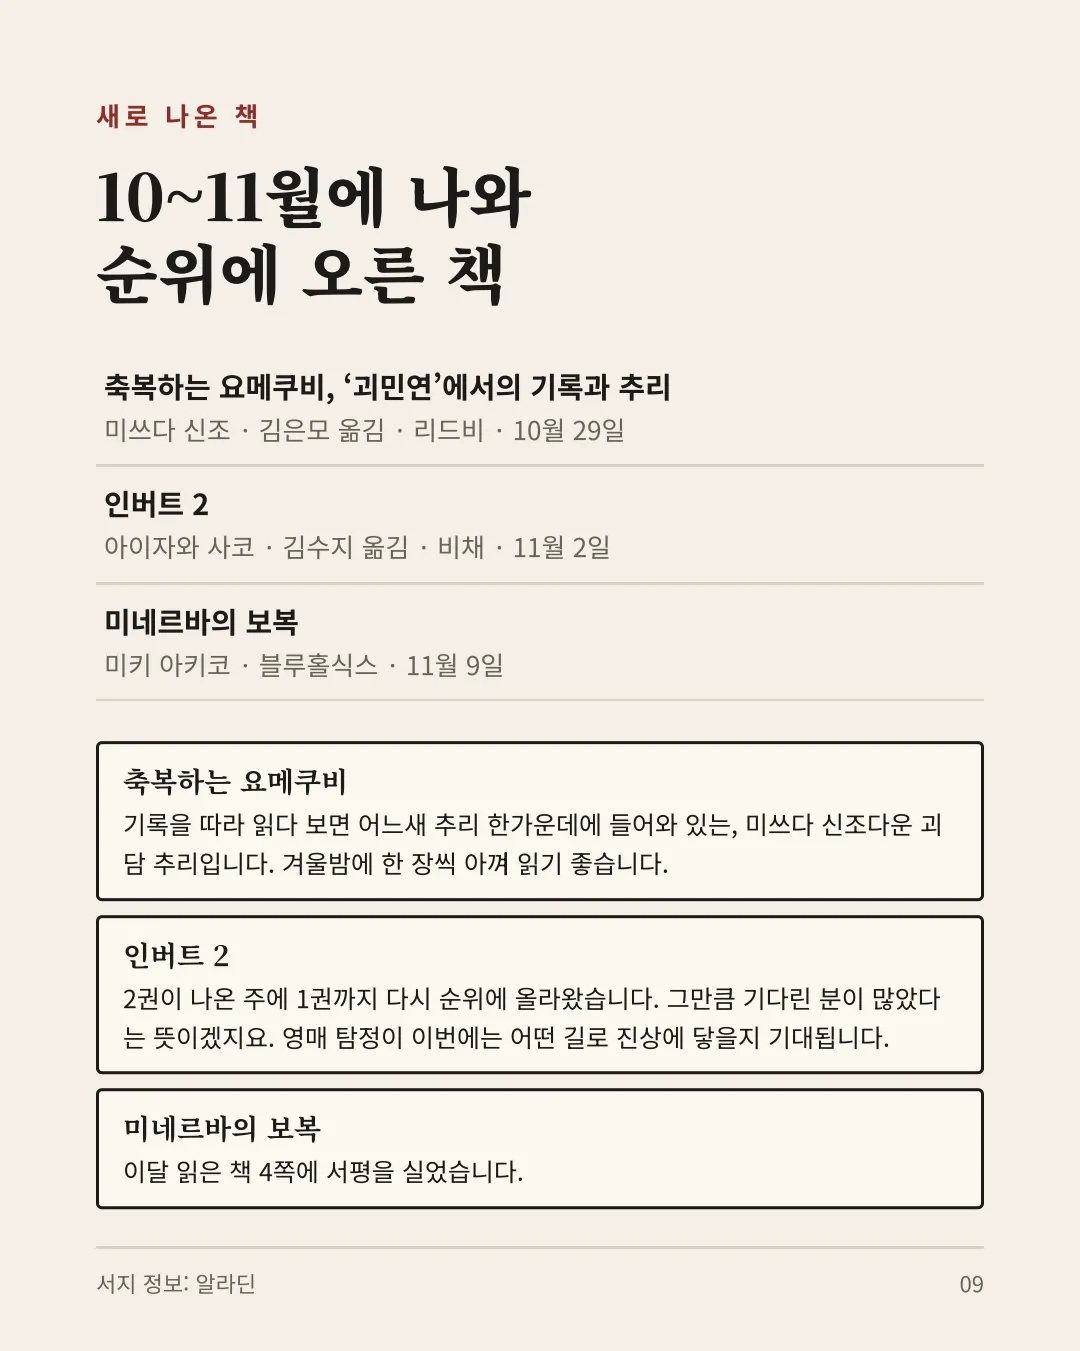 새로 나온 책
10~11월에 나와
순위에 오른 책
축복하는 요메쿠비, ‘괴민연’에서의 기록과 추리
미쓰다 신조 · 김은모 옮김 · 리드비 · 10월 29일
인버트 2
아이자와 사코 · 김수지 옮김 · 비채 · 11월 2일
미네르바의 보복
미키 아키코 · 블루홀식스 · 11월 9일
축복하는 요메쿠비
기록을 따라 읽다 보면 어느새 추리 한가운데에 들어와 있는, 미쓰다 신조다운 괴
담 추리입니다. 겨울밤에 한 장씩 아껴 읽기 좋습니다.
인버트 2
2권이 나온 주에 1권까지 다시 순위에 올라왔습니다. 그만큼 기다린 분이 많았다
는 뜻이겠지요. 영매 탐정이 이번에는 어떤 길로 진상에 닿을지 기대됩니다.
미네르바의 보복
이달 읽은 책 4쪽에 서평을 실었습니다.
서지 정보: 알라딘
09